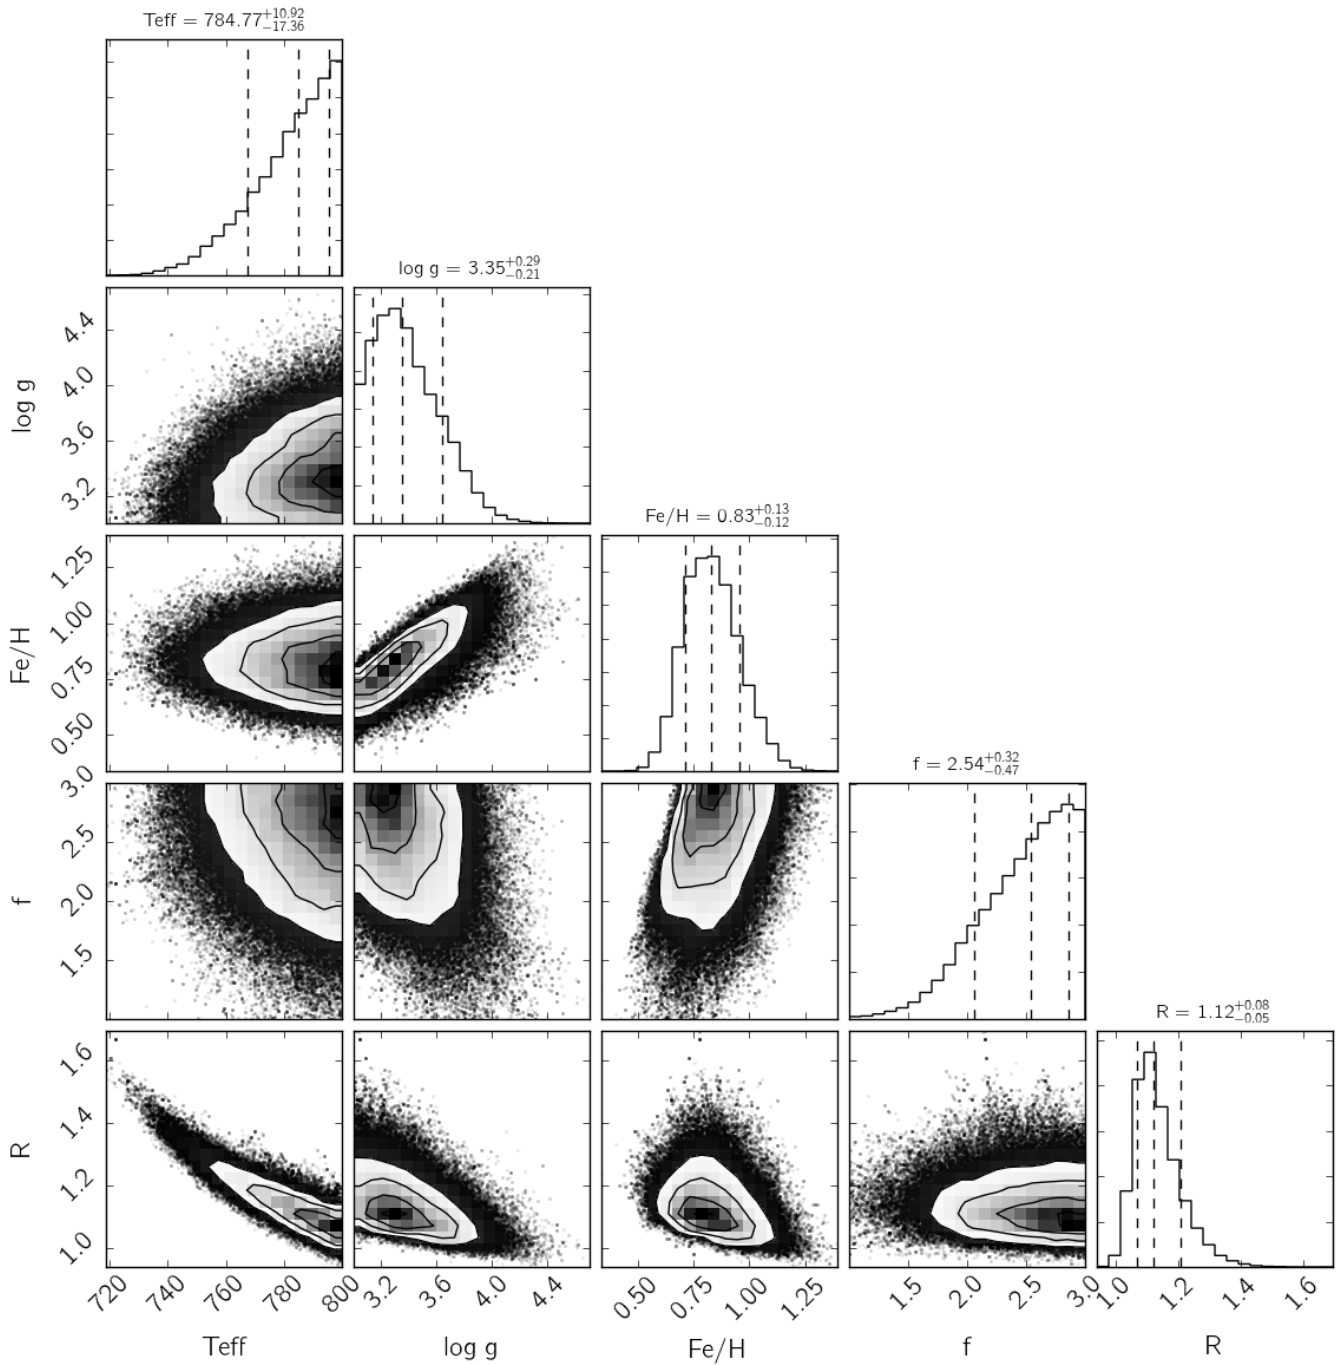 Teff = 784.77+10.92−17.36
log g = 3.35+0.29−0.21
4.4
4.0
3.6
3.2
log g
Fe/H = 0.83+0.13−0.12
1.25
1.00
0.75
0.50
Fe/H
f = 2.54+0.32−0.47
3.0
2.5
2.0
1.5
f
R = 1.12+0.08−0.05
1.6
1.4
1.2
1.0
R
720 740 760 780 800 3.2 3.6 4.0 4.4 0.50 0.75 1.00 1.25 1.5 2.0 2.5 3.0 1.0 1.2 1.4 1.6
Teff log g Fe/H f R